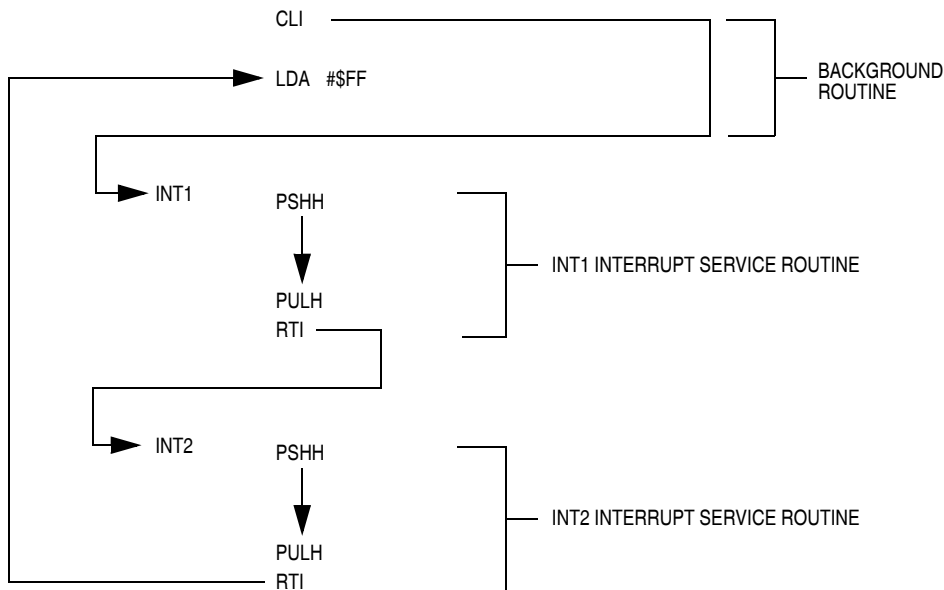 CLI
LDA #$FF
BACKGROUND
ROUTINE
INT1
PSHH
INT1 INTERRUPT SERVICE ROUTINE
PULH
RTI
INT2
PSHH
INT2 INTERRUPT SERVICE ROUTINE
PULH
RTI